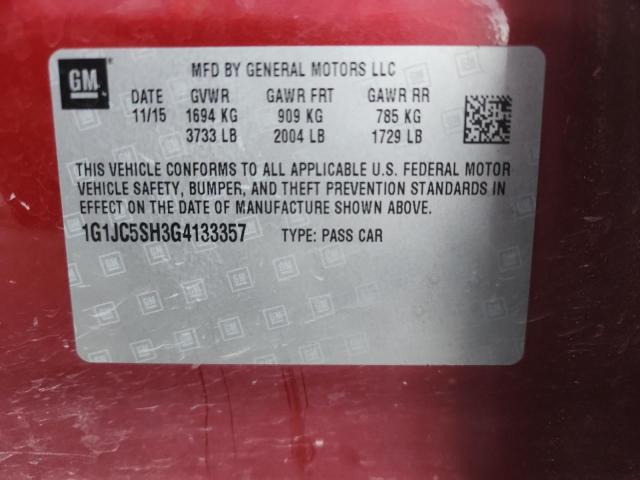 GM
MFD BY GENERAL MOTORS LLC
DATE GVWR GAWR FRT GAWR RR
11/15 1694 KG 909 KG 785 KG
3733 LB 2004 LB 1729 LB
THIS VEHICLE CONFORMS TO ALL APPLICABLE U.S. FEDERAL MOTOR
VEHICLE SAFETY, BUMPER, AND THEFT PREVENTION STANDARDS IN
EFFECT ON THE DATE OF MANUFACTURE SHOWN ABOVE.
1G1JC5SH3G4133357 TYPE: PASS CAR